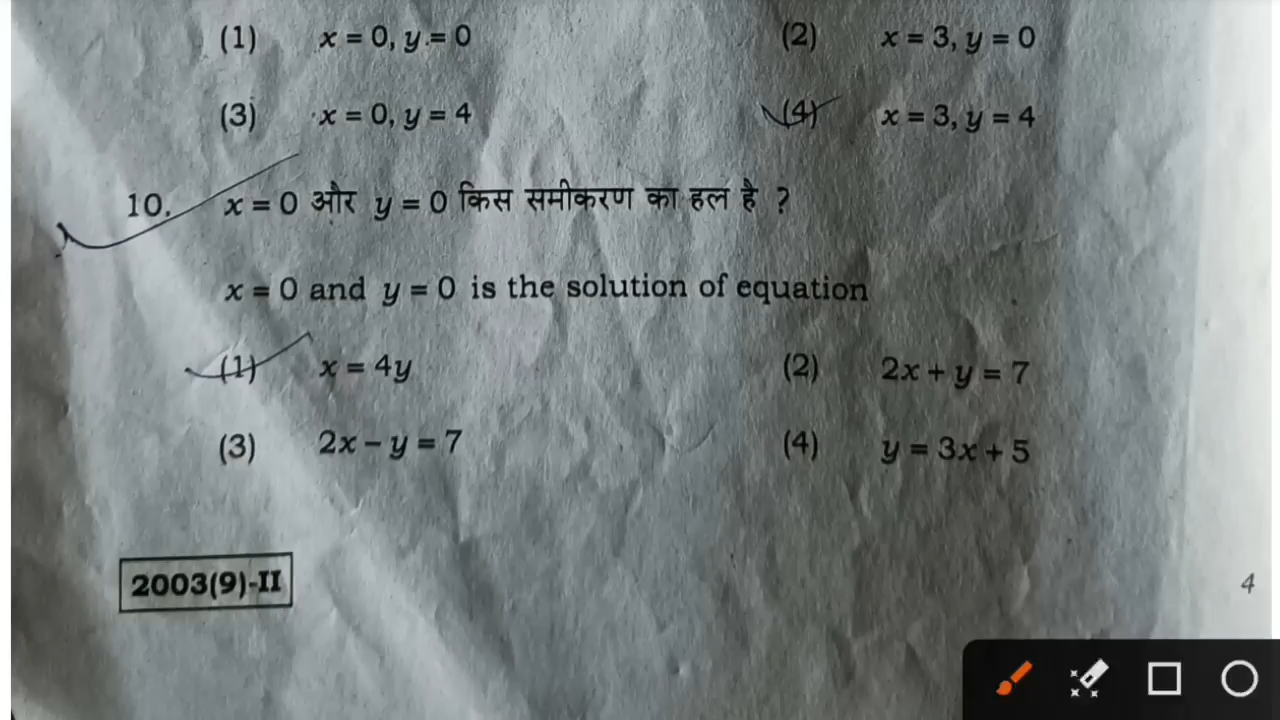 (1) x = 0, y = 0 (2) x = 3, y = 0
(3) x = 0, y = 4 (4) x = 3, y = 4
10. x = 0 और y = 0 किस समीकरण का हल है ?
x = 0 and y = 0 is the solution of equation
(1) x = 4y (2) 2x + y = 7
(3) 2x – y = 7 (4) y = 3x + 5
2003(9)-II
4